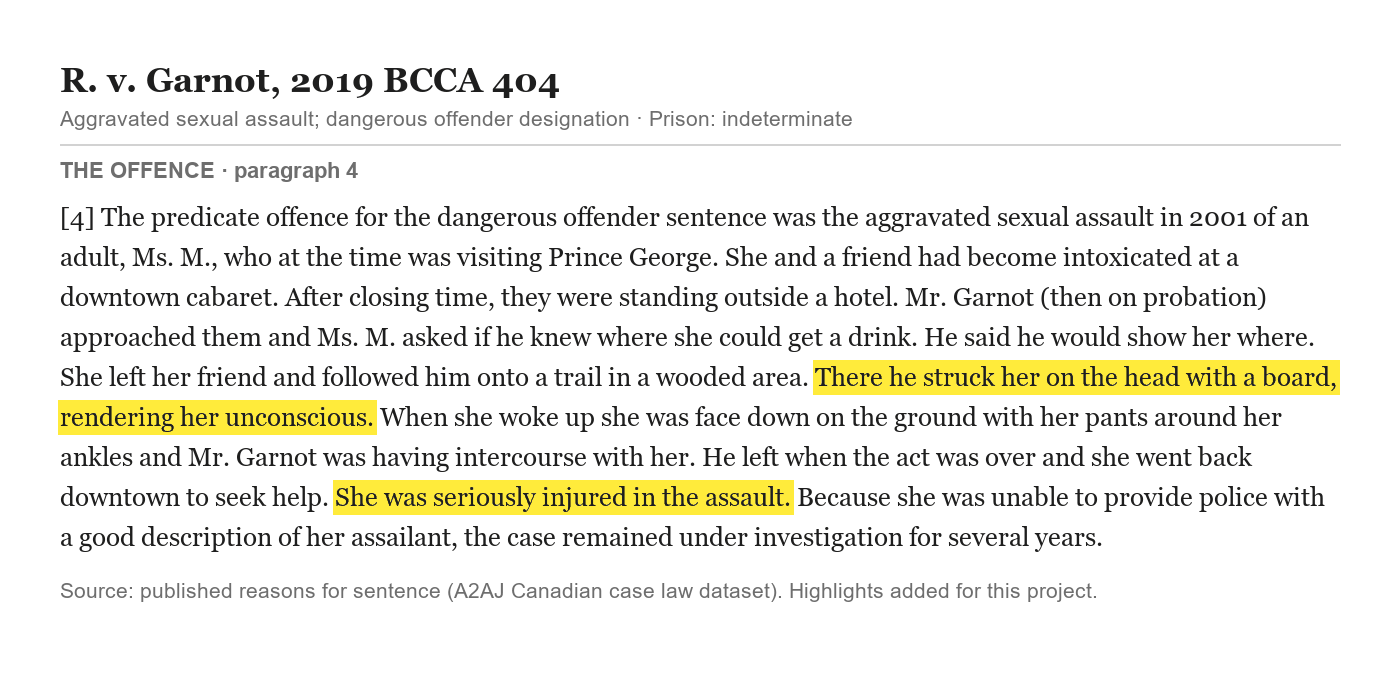 R. v. Garnot, 2019 BCCA 404
Aggravated sexual assault; dangerous offender designation · Prison: indeterminate
THE OFFENCE · paragraph 4
[4] The predicate offence for the dangerous offender sentence was the aggravated sexual assault in 2001 of an
adult, Ms. M., who at the time was visiting Prince George. She and a friend had become intoxicated at a
downtown cabaret. After closing time, they were standing outside a hotel. Mr. Garnot (then on probation)
approached them and Ms. M. asked if he knew where she could get a drink. He said he would show her where.
She left her friend and followed him onto a trail in a wooded area. There he struck her on the head with a board,
rendering her unconscious. When she woke up she was face down on the ground with her pants around her
ankles and Mr. Garnot was having intercourse with her. He left when the act was over and she went back
downtown to seek help. She was seriously injured in the assault. Because she was unable to provide police with
a good description of her assailant, the case remained under investigation for several years.
Source: published reasons for sentence (A2AJ Canadian case law dataset). Highlights added for this project.